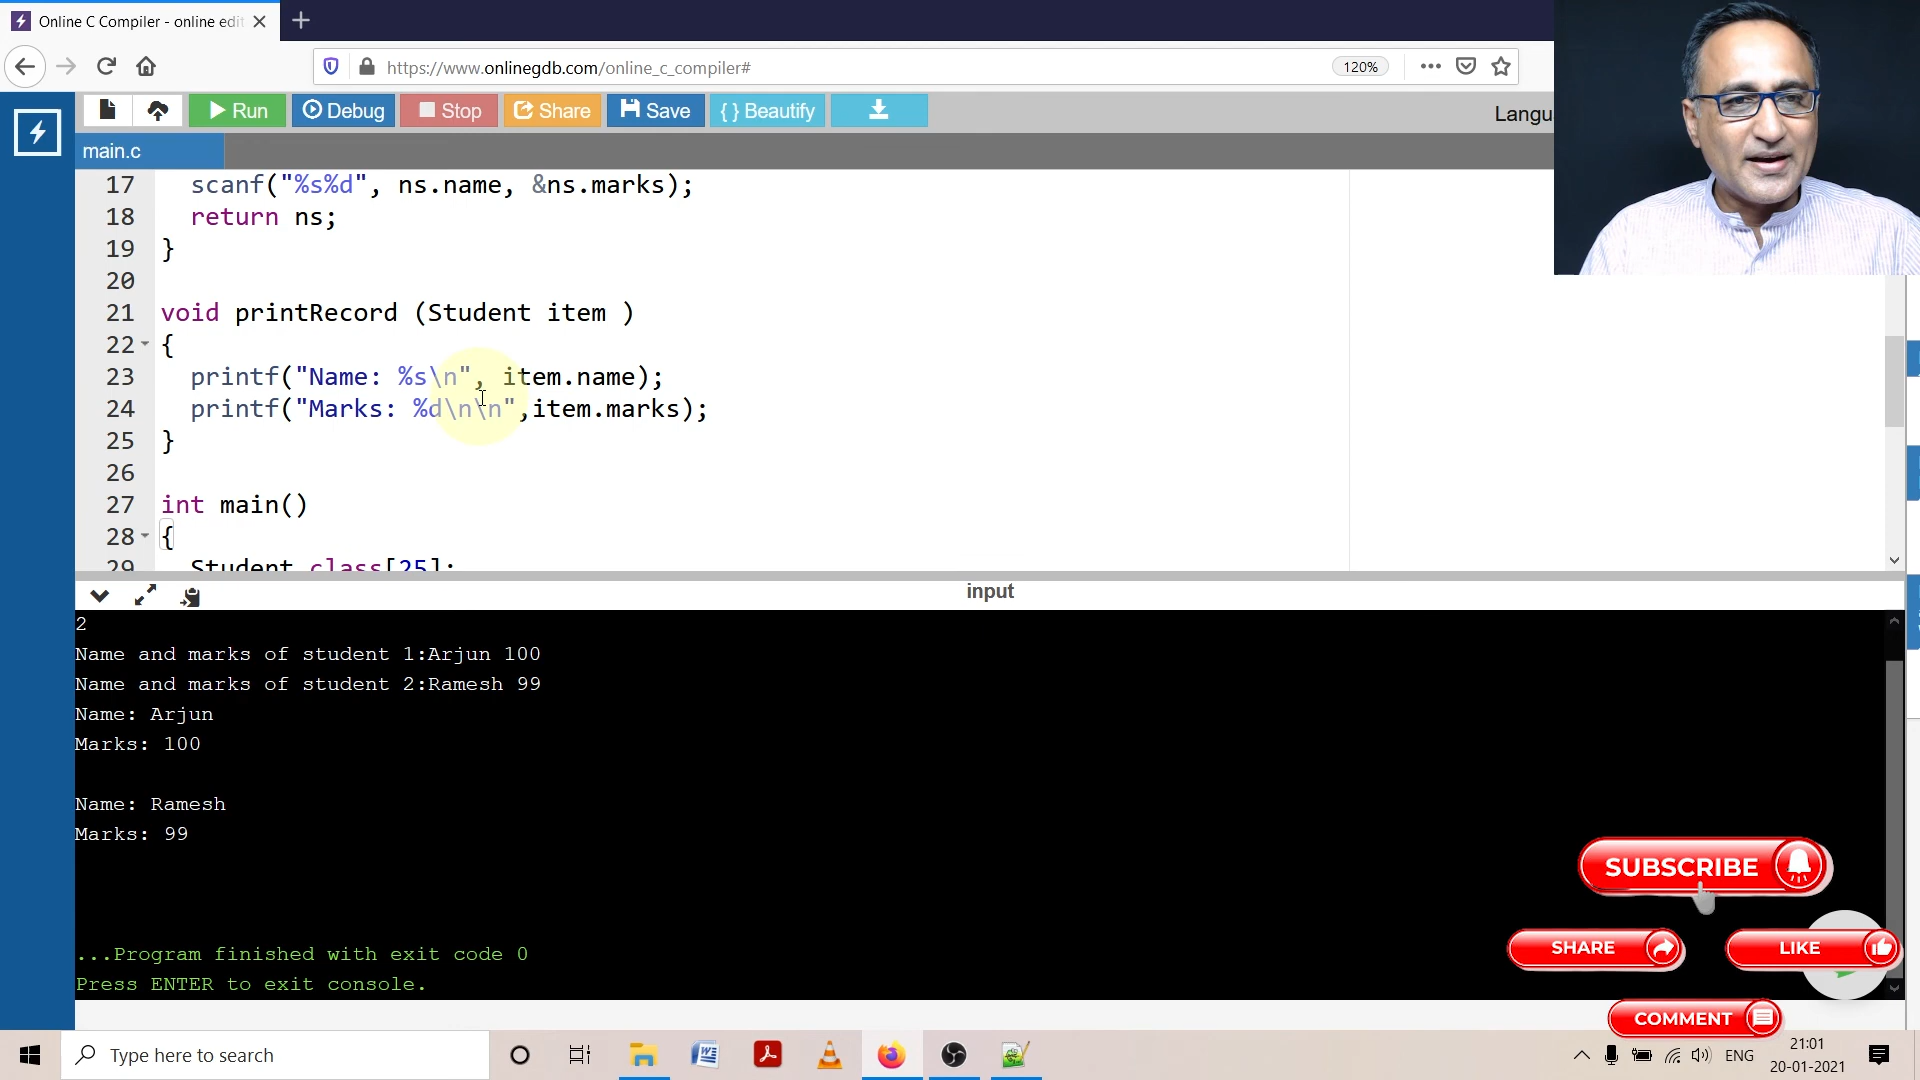 Online C Compiler - online edit
https://www.onlinegdb.com/online_c_compiler#
120%
Run
Debug
Stop
Share
Save
{ } Beautify
Langu
main.c
17 scanf("%s%d", ns.name, &ns.marks);
18 return ns;
19 }
20
21 void printRecord (Student item )
22 {
23 printf("Name: %s\n", item.name);
24 printf("Marks: %d\n\n",item.marks);
25 }
26
27 int main()
28 {
29 Student class[25];
input
2
Name and marks of student 1:Arjun 100
Name and marks of student 2:Ramesh 99
Name: Arjun
Marks: 100
Name: Ramesh
Marks: 99
...Program finished with exit code 0
Press ENTER to exit console.
SUBSCRIBE
SHARE
LIKE
COMMENT
Type here to search
ENG
21:01
20-01-2021